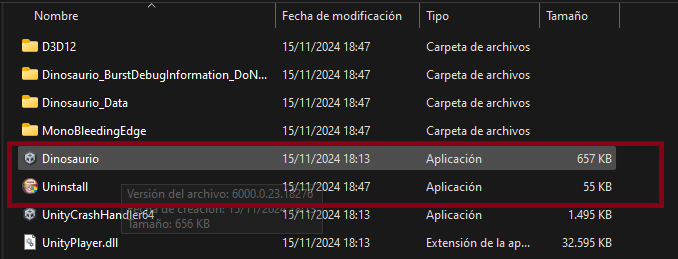 Nombre Fecha de modificación Tipo Tamaño
D3D12 15/11/2024 18:47 Carpeta de archivos
Dinosaurio_BurstDebugInformation_DoN... 15/11/2024 18:47 Carpeta de archivos
Dinosaurio_Data 15/11/2024 18:47 Carpeta de archivos
MonoBleedingEdge 15/11/2024 18:47 Carpeta de archivos
Dinosaurio 15/11/2024 18:13 Aplicación 657 KB
Uninstall 15/11/2024 18:47 Aplicación 55 KB
Versión del archivo: 6000.0.23.18276
UnityCrashHandler64 15/11/2024 18:13 Aplicación 1.495 KB
Fecha de creación: 15/11/2024
Tamaño: 656 KB
UnityPlayer.dll 15/11/2024 18:13 Extensión de la ap... 32.595 KB